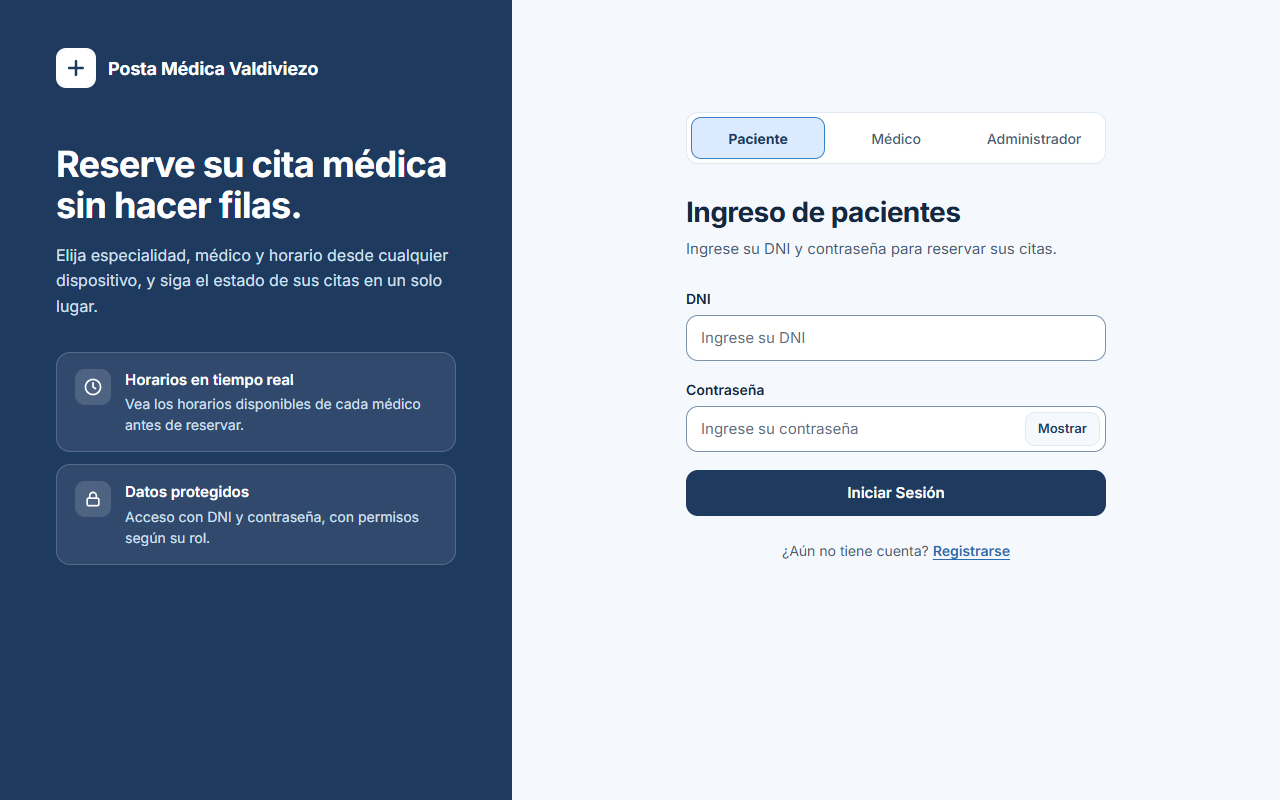 Posta Médica Valdiviezo
Reserve su cita médica
sin hacer filas.
Elija especialidad, médico y horario desde cualquier
dispositivo, y siga el estado de sus citas en un solo
lugar.
Horarios en tiempo real
Vea los horarios disponibles de cada médico
antes de reservar.
Datos protegidos
Acceso con DNI y contraseña, con permisos
según su rol.
Paciente Médico Administrador
Ingreso de pacientes
Ingrese su DNI y contraseña para reservar sus citas.
DNI
Ingrese su DNI
Contraseña
Ingrese su contraseña Mostrar
Iniciar Sesión
¿Aún no tiene cuenta? Registrarse